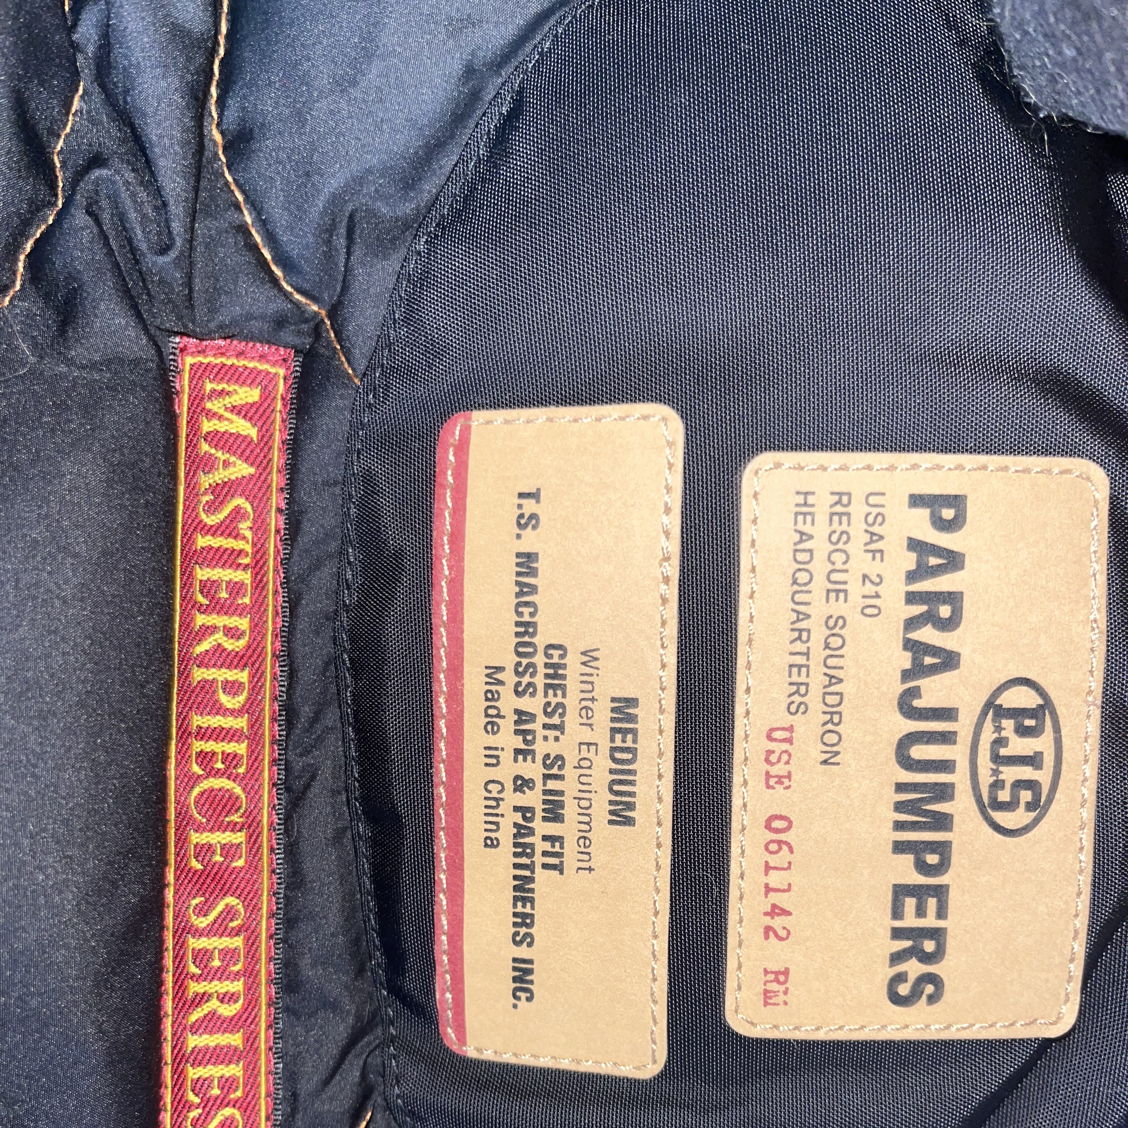 PJS
PARAJUMPERS
USAF 210
RESCUE SQUADRON
HEADQUARTERS USE 061142 RM
MEDIUM
Winter Equipment
CHEST: SLIM FIT
T.S. MACROSS APE & PARTNERS INC.
Made in China
MASTERPIECE SERIES